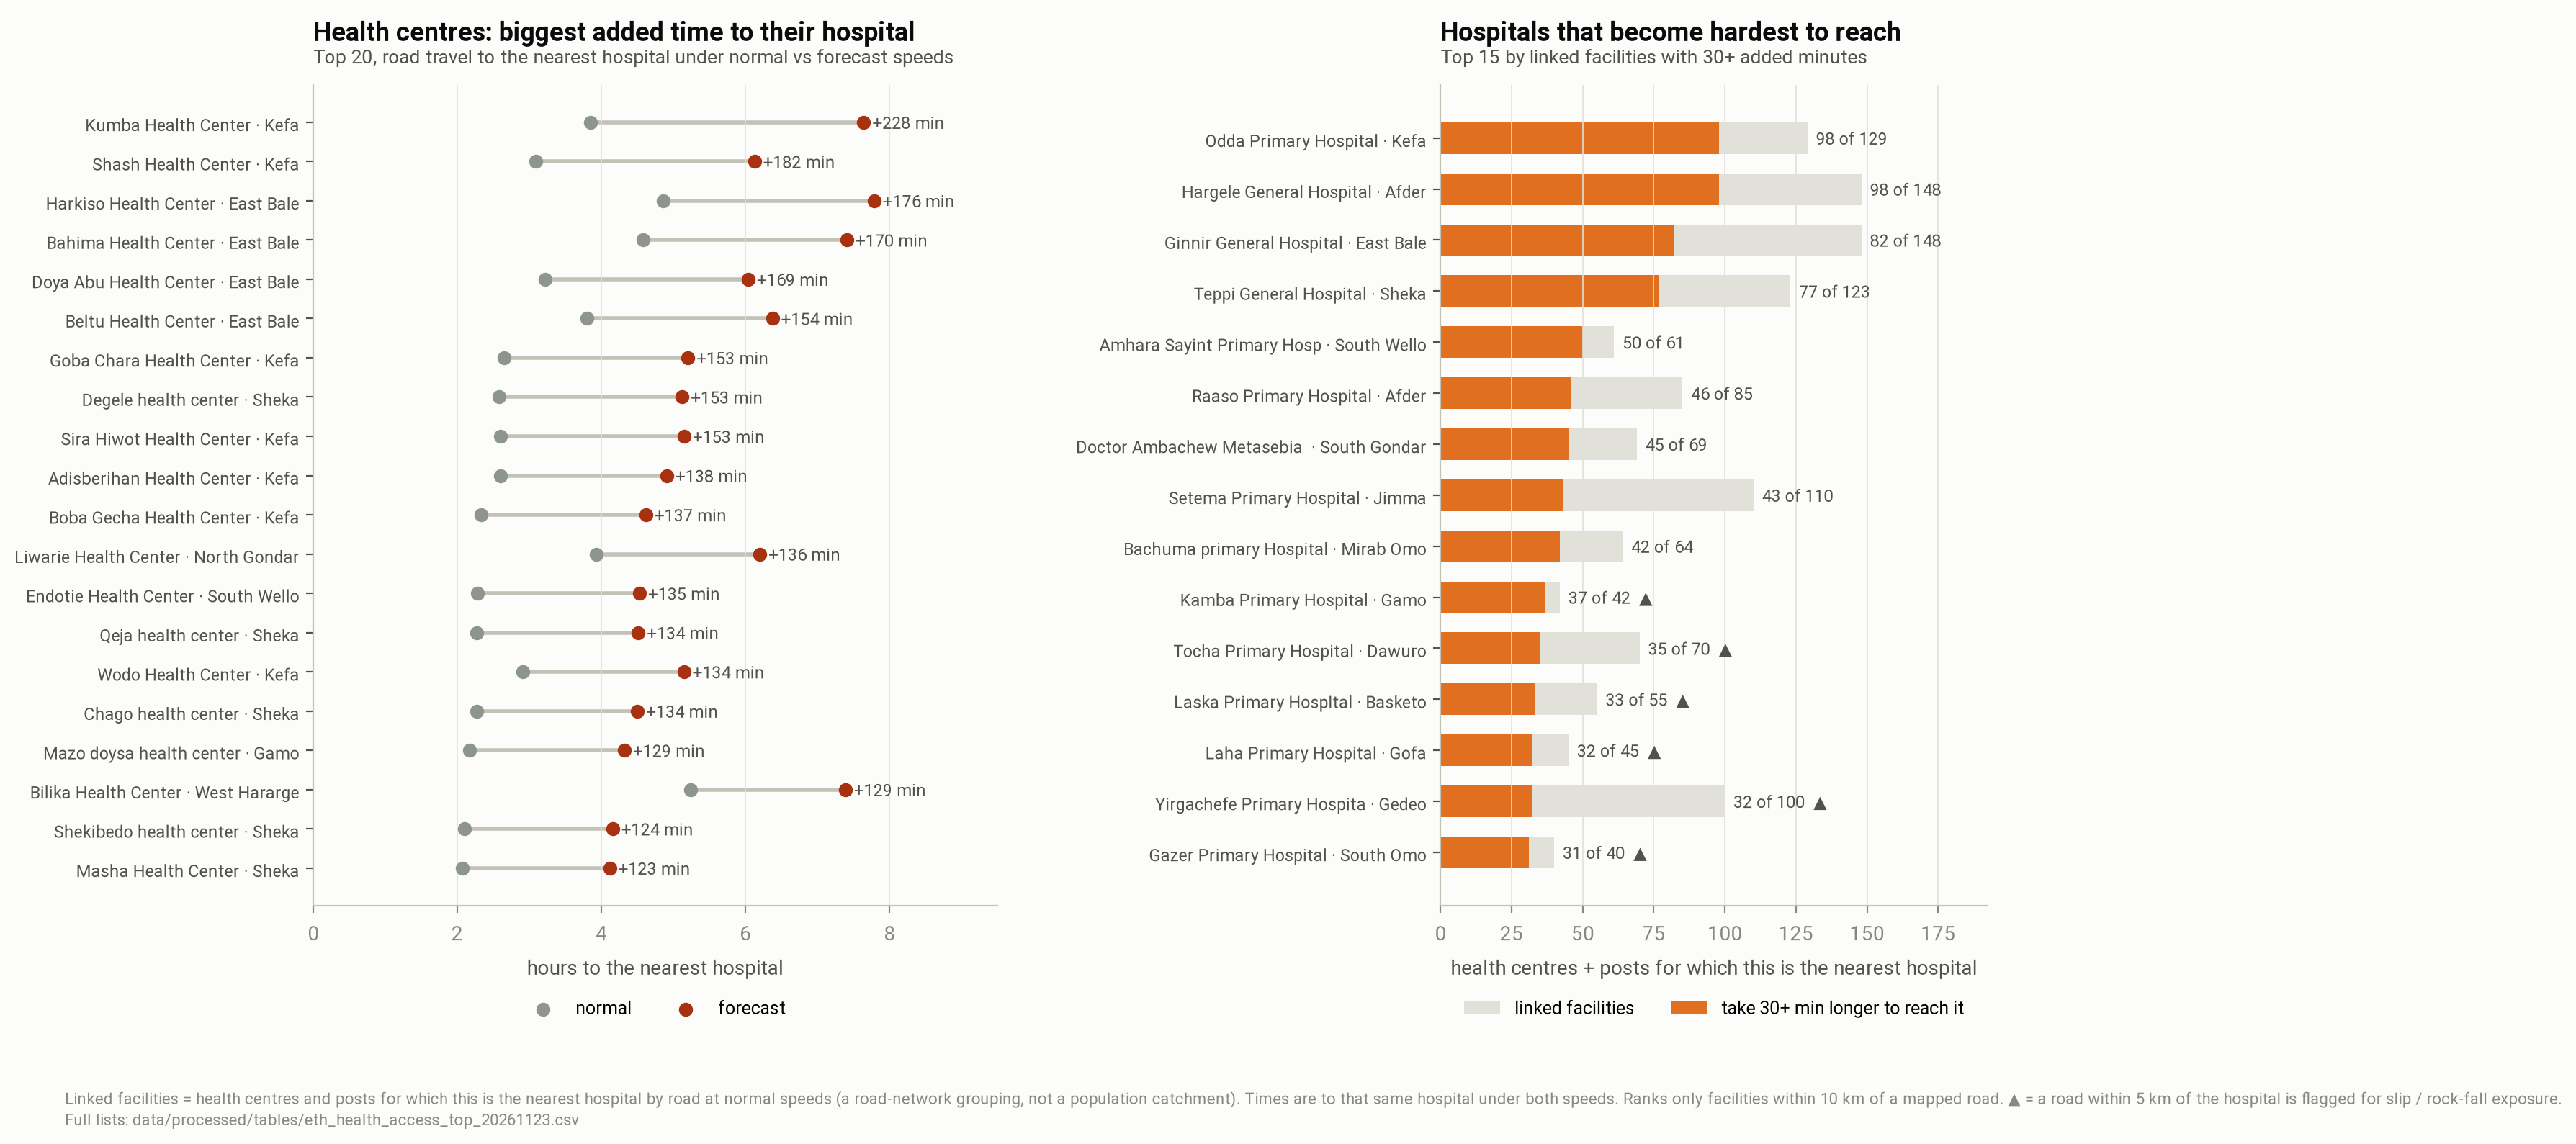 Health centres: biggest added time to their hospital
Top 20, road travel to the nearest hospital under normal vs forecast speeds
Kumba Health Center · Kefa
+228 min
Shash Health Center · Kefa
+182 min
Harkiso Health Center · East Bale
+176 min
Bahima Health Center · East Bale
+170 min
Doya Abu Health Center · East Bale
+169 min
Beltu Health Center · East Bale
+154 min
Goba Chara Health Center · Kefa
+153 min
Degele health center · Sheka
+153 min
Sira Hiwot Health Center · Kefa
+153 min
Adisberihan Health Center · Kefa
+138 min
Boba Gecha Health Center · Kefa
+137 min
Liwarie Health Center · North Gondar
+136 min
Endotie Health Center · South Wello
+135 min
Qeja health center · Sheka
+134 min
Wodo Health Center · Kefa
+134 min
Chago health center · Sheka
+134 min
Mazo doysa health center · Gamo
+129 min
Bilika Health Center · West Hararge
+129 min
Shekibedo health center · Sheka
+124 min
Masha Health Center · Sheka
+123 min
0 2 4 6 8
hours to the nearest hospital
normal forecast
Hospitals that become hardest to reach
Top 15 by linked facilities with 30+ added minutes
Odda Primary Hospital · Kefa
98 of 129
Hargele General Hospital · Afder
98 of 148
Ginnir General Hospital · East Bale
82 of 148
Teppi General Hospital · Sheka
77 of 123
Amhara Sayint Primary Hosp · South Wello
50 of 61
Raaso Primary Hospital · Afder
46 of 85
Doctor Ambachew Metasebia · South Gondar
45 of 69
Setema Primary Hospital · Jimma
43 of 110
Bachuma primary Hospital · Mirab Omo
42 of 64
Kamba Primary Hospital · Gamo
37 of 42 ▲
Tocha Primary Hospital · Dawuro
35 of 70 ▲
Laska Primary HospItal · Basketo
33 of 55 ▲
Laha Primary Hospital · Gofa
32 of 45 ▲
Yirgachefe Primary Hospita · Gedeo
32 of 100 ▲
Gazer Primary Hospital · South Omo
31 of 40 ▲
0 25 50 75 100 125 150 175
health centres + posts for which this is the nearest hospital
linked facilities take 30+ min longer to reach it
Linked facilities = health centres and posts for which this is the nearest hospital by road at normal speeds (a road-network grouping, not a population catchment). Times are to that same hospital under both speeds. Ranks only facilities within 10 km of a mapped road. ▲ = a road within 5 km of the hospital is flagged for slip / rock-fall exposure.
Full lists: data/processed/tables/eth_health_access_top_20261123.csv